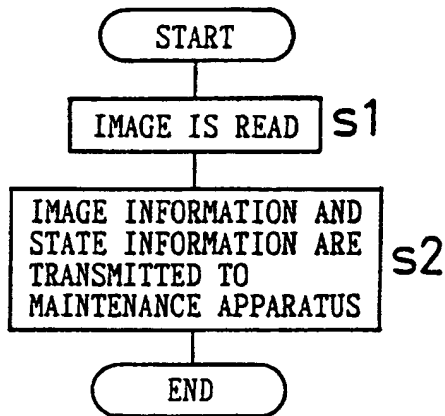 START
IMAGE IS READ s1
IMAGE INFORMATION AND
STATE INFORMATION ARE
TRANSMITTED TO
MAINTENANCE APPARATUS
s2
END